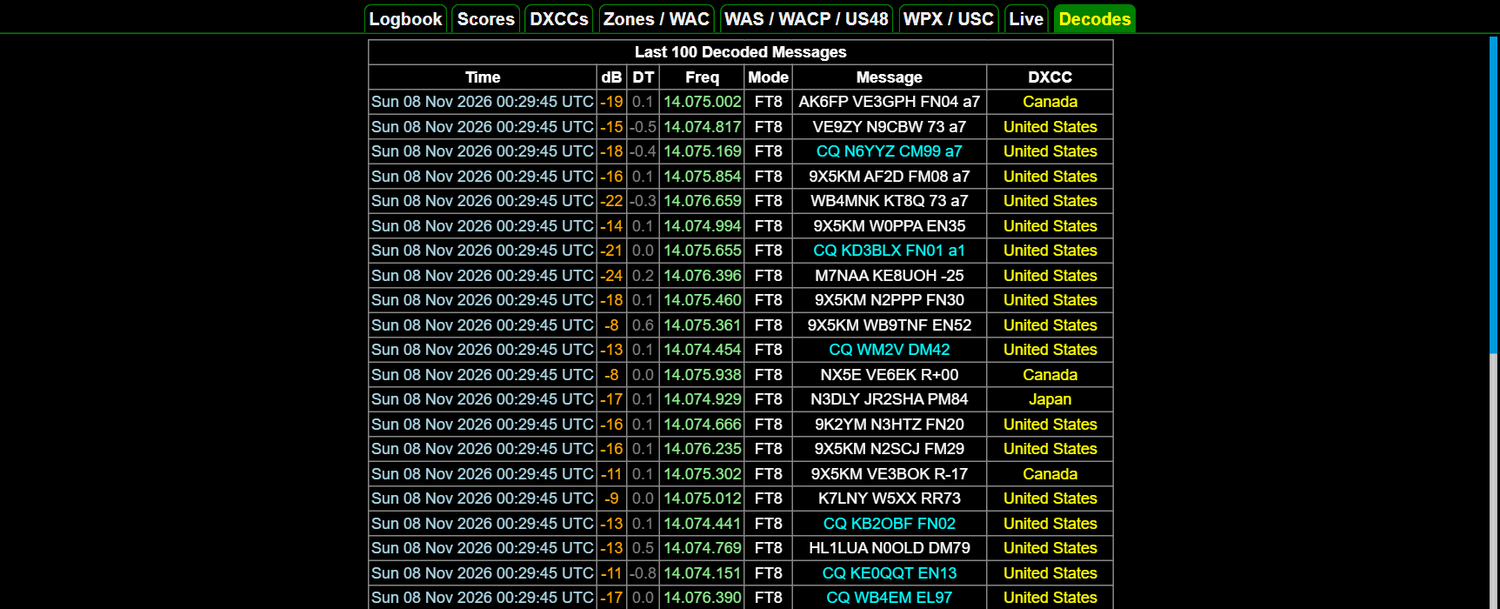 Logbook Scores DXCCs Zones / WAC WAS / WACP / US48 WPX / USC Live Decodes
Last 100 Decoded Messages
Time dB DT Freq Mode Message DXCC
Sun 08 Nov 2026 00:29:45 UTC -19 0.1 14.075.002 FT8 AK6FP VE3GPH FN04 a7 Canada
Sun 08 Nov 2026 00:29:45 UTC -15 -0.5 14.074.817 FT8 VE9ZY N9CBW 73 a7 United States
Sun 08 Nov 2026 00:29:45 UTC -18 -0.4 14.075.169 FT8 CQ N6YYZ CM99 a7 United States
Sun 08 Nov 2026 00:29:45 UTC -16 0.1 14.075.854 FT8 9X5KM AF2D FM08 a7 United States
Sun 08 Nov 2026 00:29:45 UTC -22 -0.3 14.076.659 FT8 WB4MNK KT8Q 73 a7 United States
Sun 08 Nov 2026 00:29:45 UTC -14 0.1 14.074.994 FT8 9X5KM W0PPA EN35 United States
Sun 08 Nov 2026 00:29:45 UTC -21 0.0 14.075.655 FT8 CQ KD3BLX FN01 a1 United States
Sun 08 Nov 2026 00:29:45 UTC -24 0.2 14.076.396 FT8 M7NAA KE8UOH -25 United States
Sun 08 Nov 2026 00:29:45 UTC -18 0.1 14.075.460 FT8 9X5KM N2PPP FN30 United States
Sun 08 Nov 2026 00:29:45 UTC -8 0.6 14.075.361 FT8 9X5KM WB9TNF EN52 United States
Sun 08 Nov 2026 00:29:45 UTC -13 0.1 14.074.454 FT8 CQ WM2V DM42 United States
Sun 08 Nov 2026 00:29:45 UTC -8 0.0 14.075.938 FT8 NX5E VE6EK R+00 Canada
Sun 08 Nov 2026 00:29:45 UTC -17 0.1 14.074.929 FT8 N3DLY JR2SHA PM84 Japan
Sun 08 Nov 2026 00:29:45 UTC -16 0.1 14.074.666 FT8 9K2YM N3HTZ FN20 United States
Sun 08 Nov 2026 00:29:45 UTC -16 0.1 14.076.235 FT8 9X5KM N2SCJ FM29 United States
Sun 08 Nov 2026 00:29:45 UTC -11 0.1 14.075.302 FT8 9X5KM VE3BOK R-17 Canada
Sun 08 Nov 2026 00:29:45 UTC -9 0.0 14.075.012 FT8 K7LNY W5XX RR73 United States
Sun 08 Nov 2026 00:29:45 UTC -13 0.1 14.074.441 FT8 CQ KB2OBF FN02 United States
Sun 08 Nov 2026 00:29:45 UTC -13 0.5 14.074.769 FT8 HL1LUA N0OLD DM79 United States
Sun 08 Nov 2026 00:29:45 UTC -11 -0.8 14.074.151 FT8 CQ KE0QQT EN13 United States
Sun 08 Nov 2026 00:29:45 UTC -17 0.0 14.076.390 FT8 CQ WB4EM EL97 United States